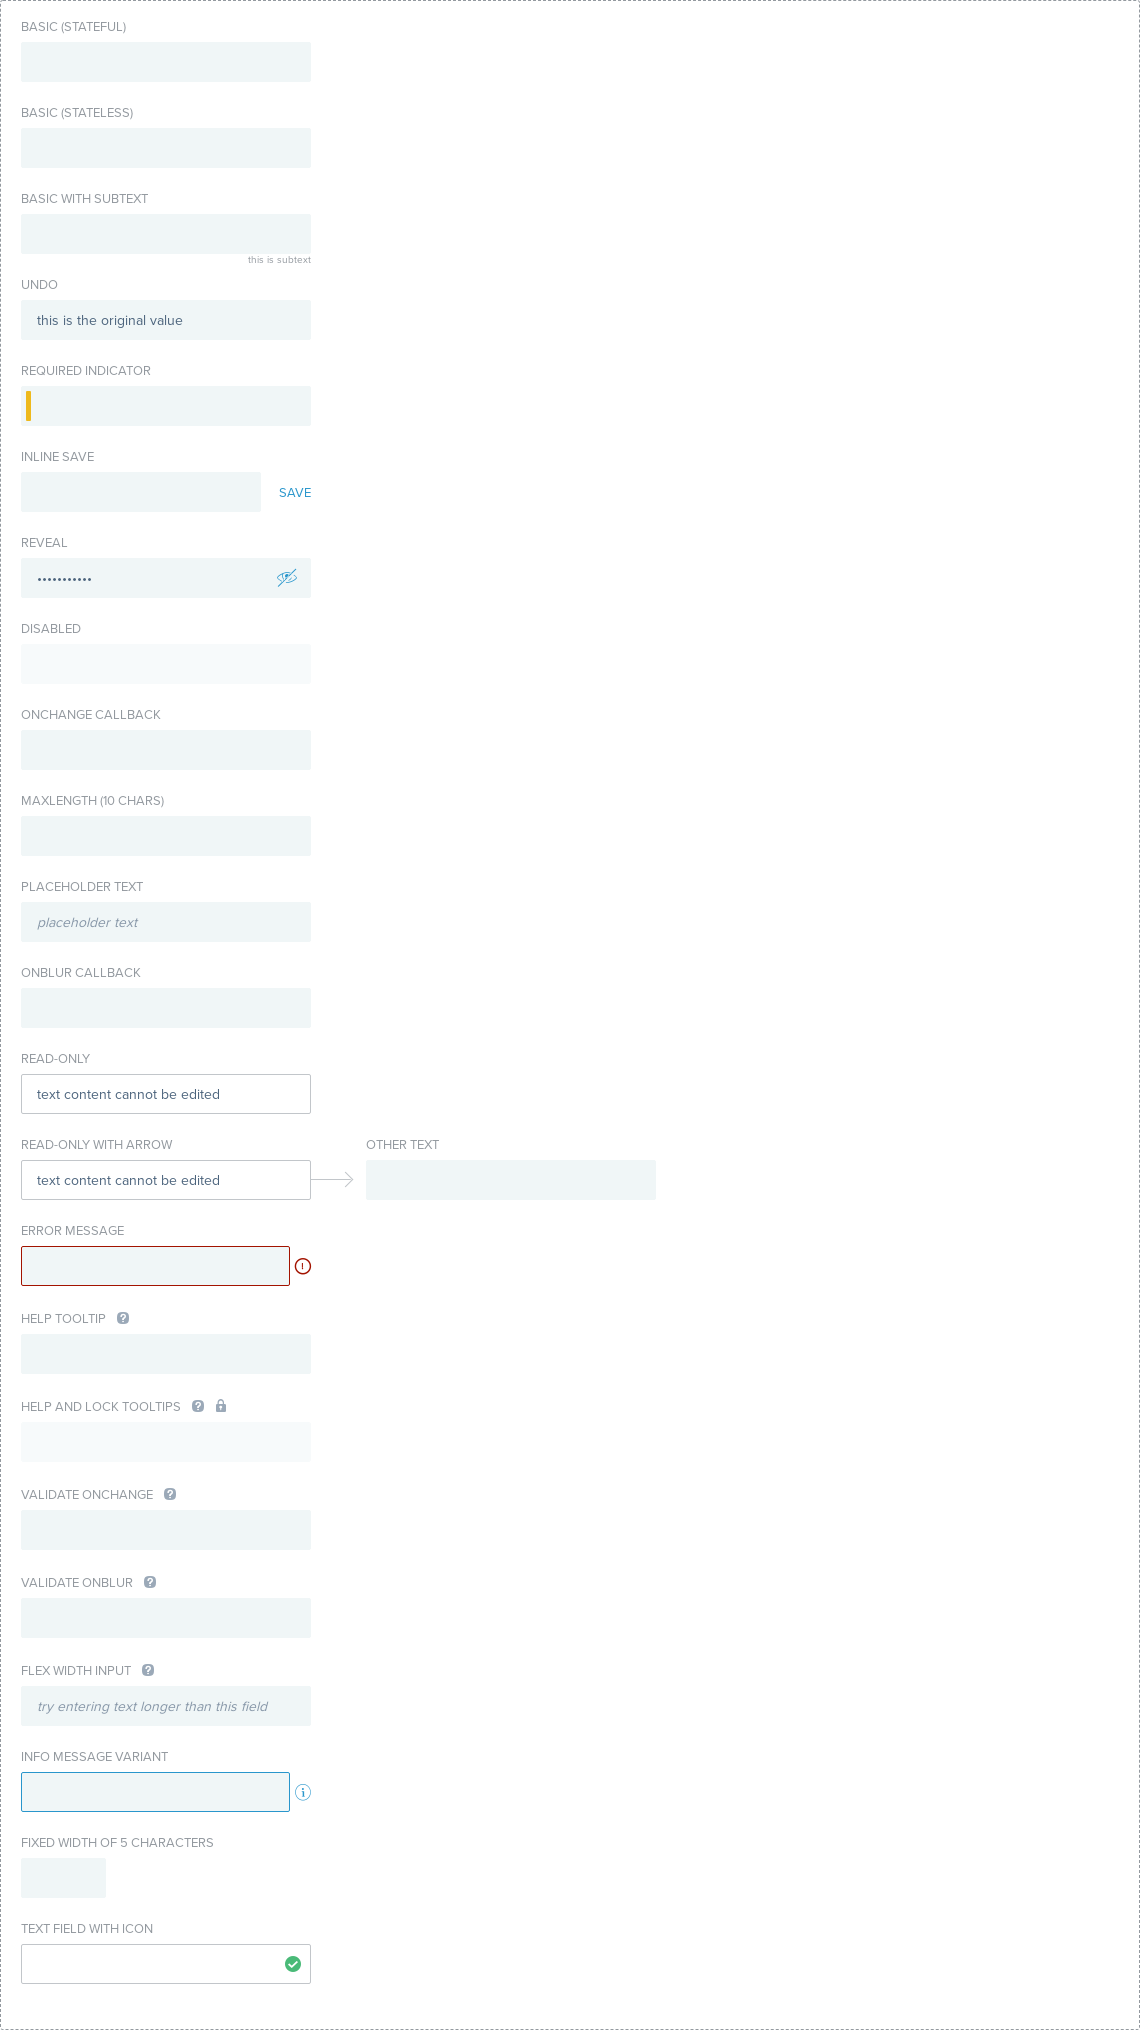 BASIC (STATEFUL)
BASIC (STATELESS)
BASIC WITH SUBTEXT
this is subtext
UNDO
this is the original value
REQUIRED INDICATOR
INLINE SAVE
SAVE
REVEAL
•••••••••••
DISABLED
ONCHANGE CALLBACK
MAXLENGTH (10 CHARS)
PLACEHOLDER TEXT
placeholder text
ONBLUR CALLBACK
READ-ONLY
text content cannot be edited
READ-ONLY WITH ARROW
OTHER TEXT
text content cannot be edited
ERROR MESSAGE
HELP TOOLTIP
HELP AND LOCK TOOLTIPS
VALIDATE ONCHANGE
VALIDATE ONBLUR
FLEX WIDTH INPUT
try entering text longer than this field
INFO MESSAGE VARIANT
FIXED WIDTH OF 5 CHARACTERS
TEXT FIELD WITH ICON